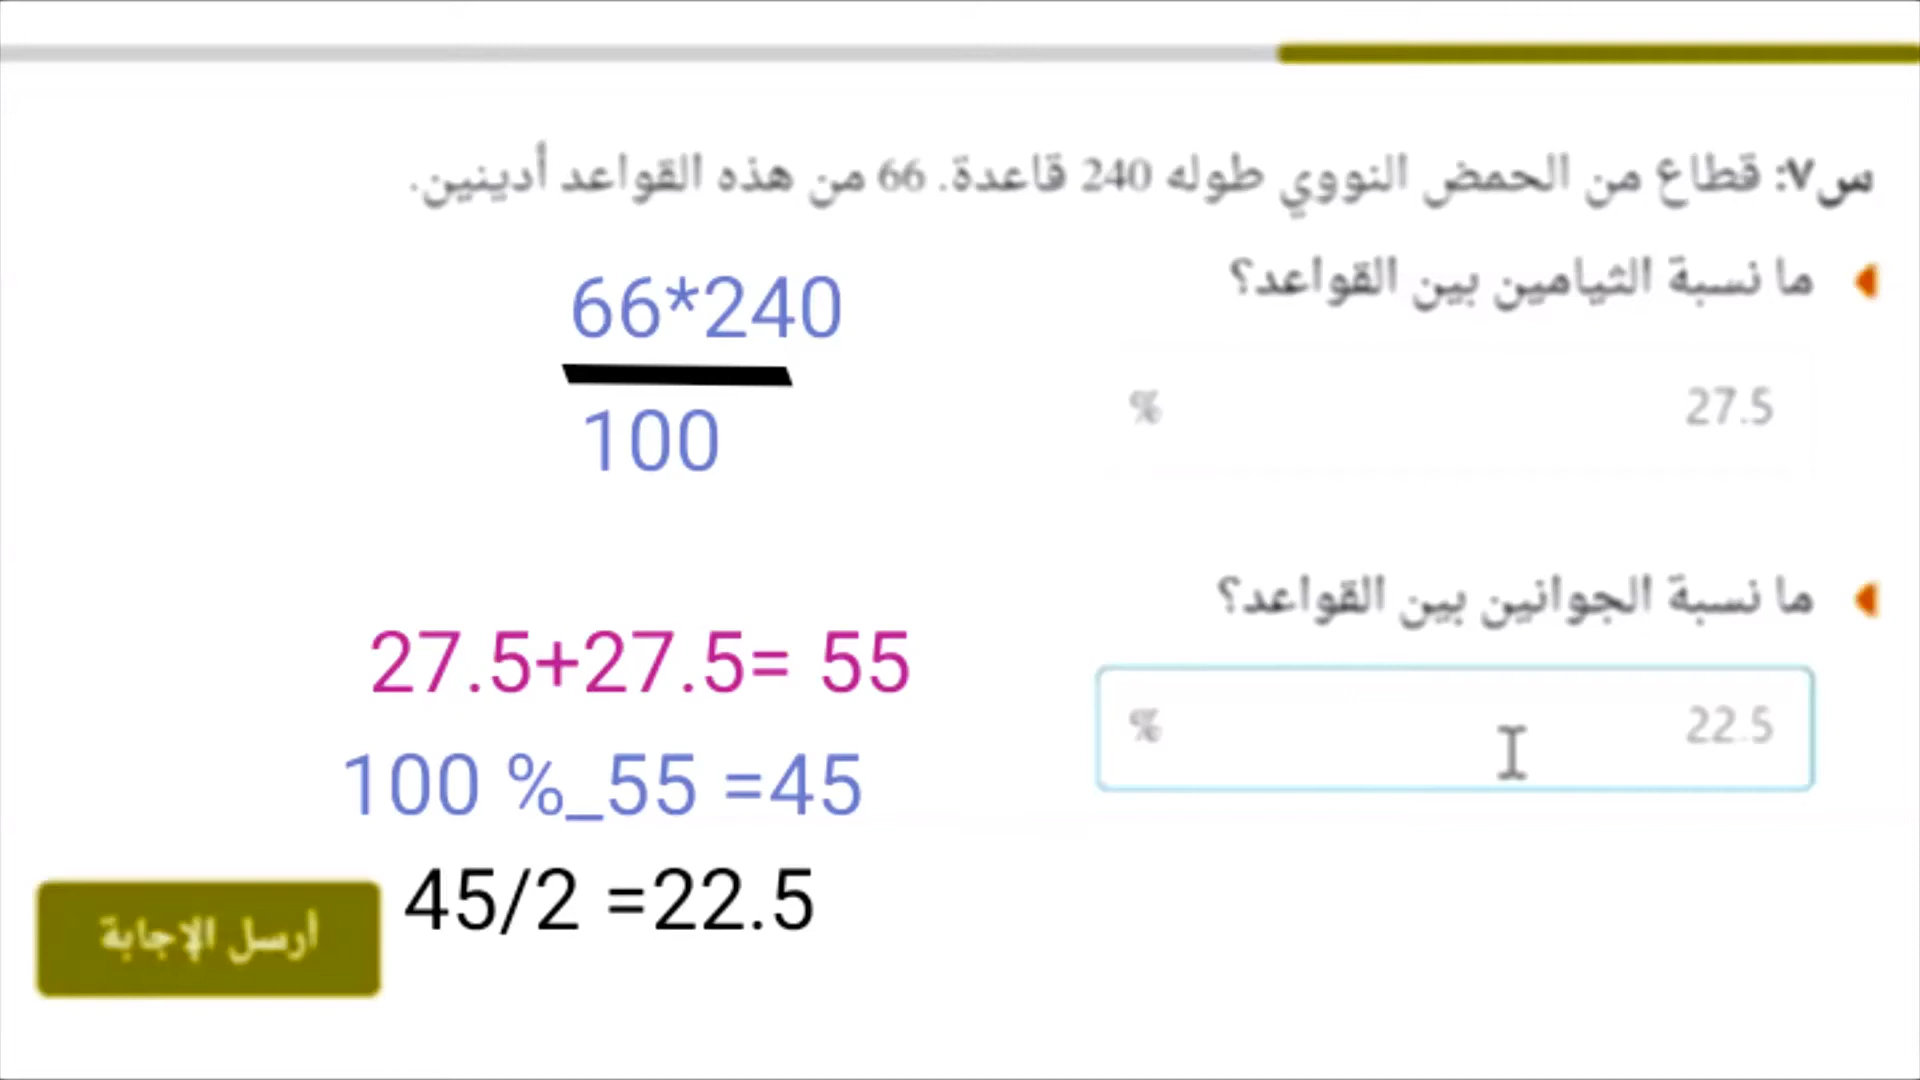 س٧: قطاع من الحمض النووي طوله 240 قاعدة. 66 من هذه القواعد أدينين.
ما نسبة الثيامين بين القواعد؟
66*240
100
27.5 %
ما نسبة الجوانين بين القواعد؟
27.5+27.5= 55
22.5 %
100 %_55 =45
45/2 =22.5
أرسل الإجابة